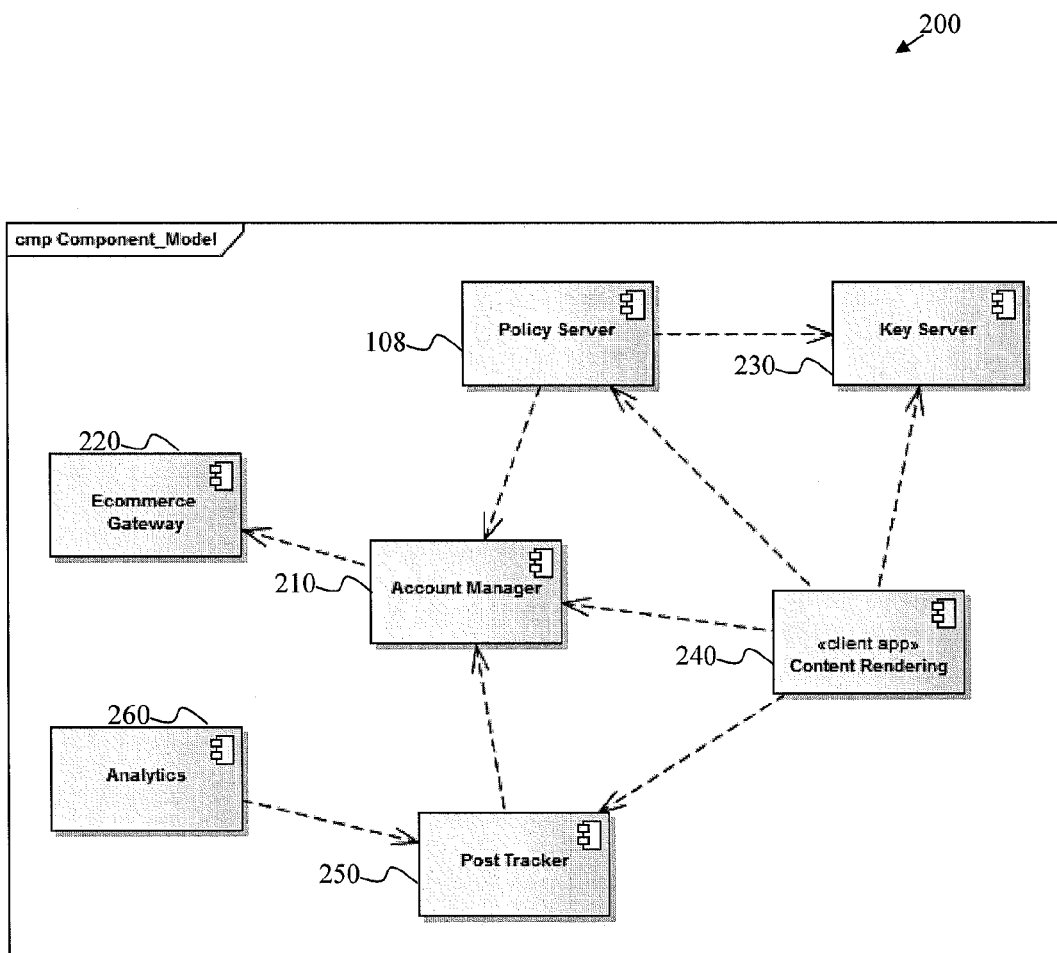 200
cmp Component_Model
Policy Server
108
Key Server
230
220
Ecommerce
Gateway
Account Manager
210
«client app»
Content Rendering
240
260
Analytics
Post Tracker
250